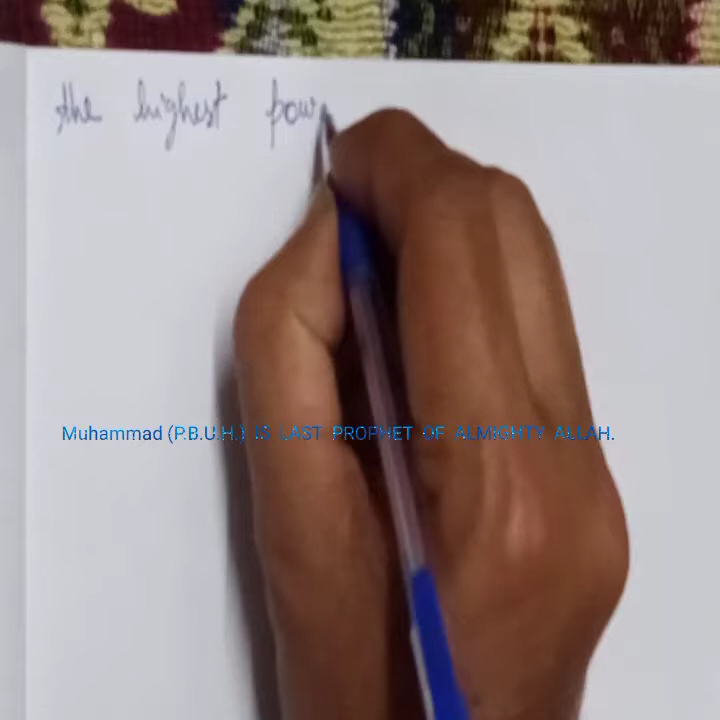 the highest pow
Muhammad (P.B.U.H.) IS LAST PROPHET OF ALMIGHTY ALLAH.